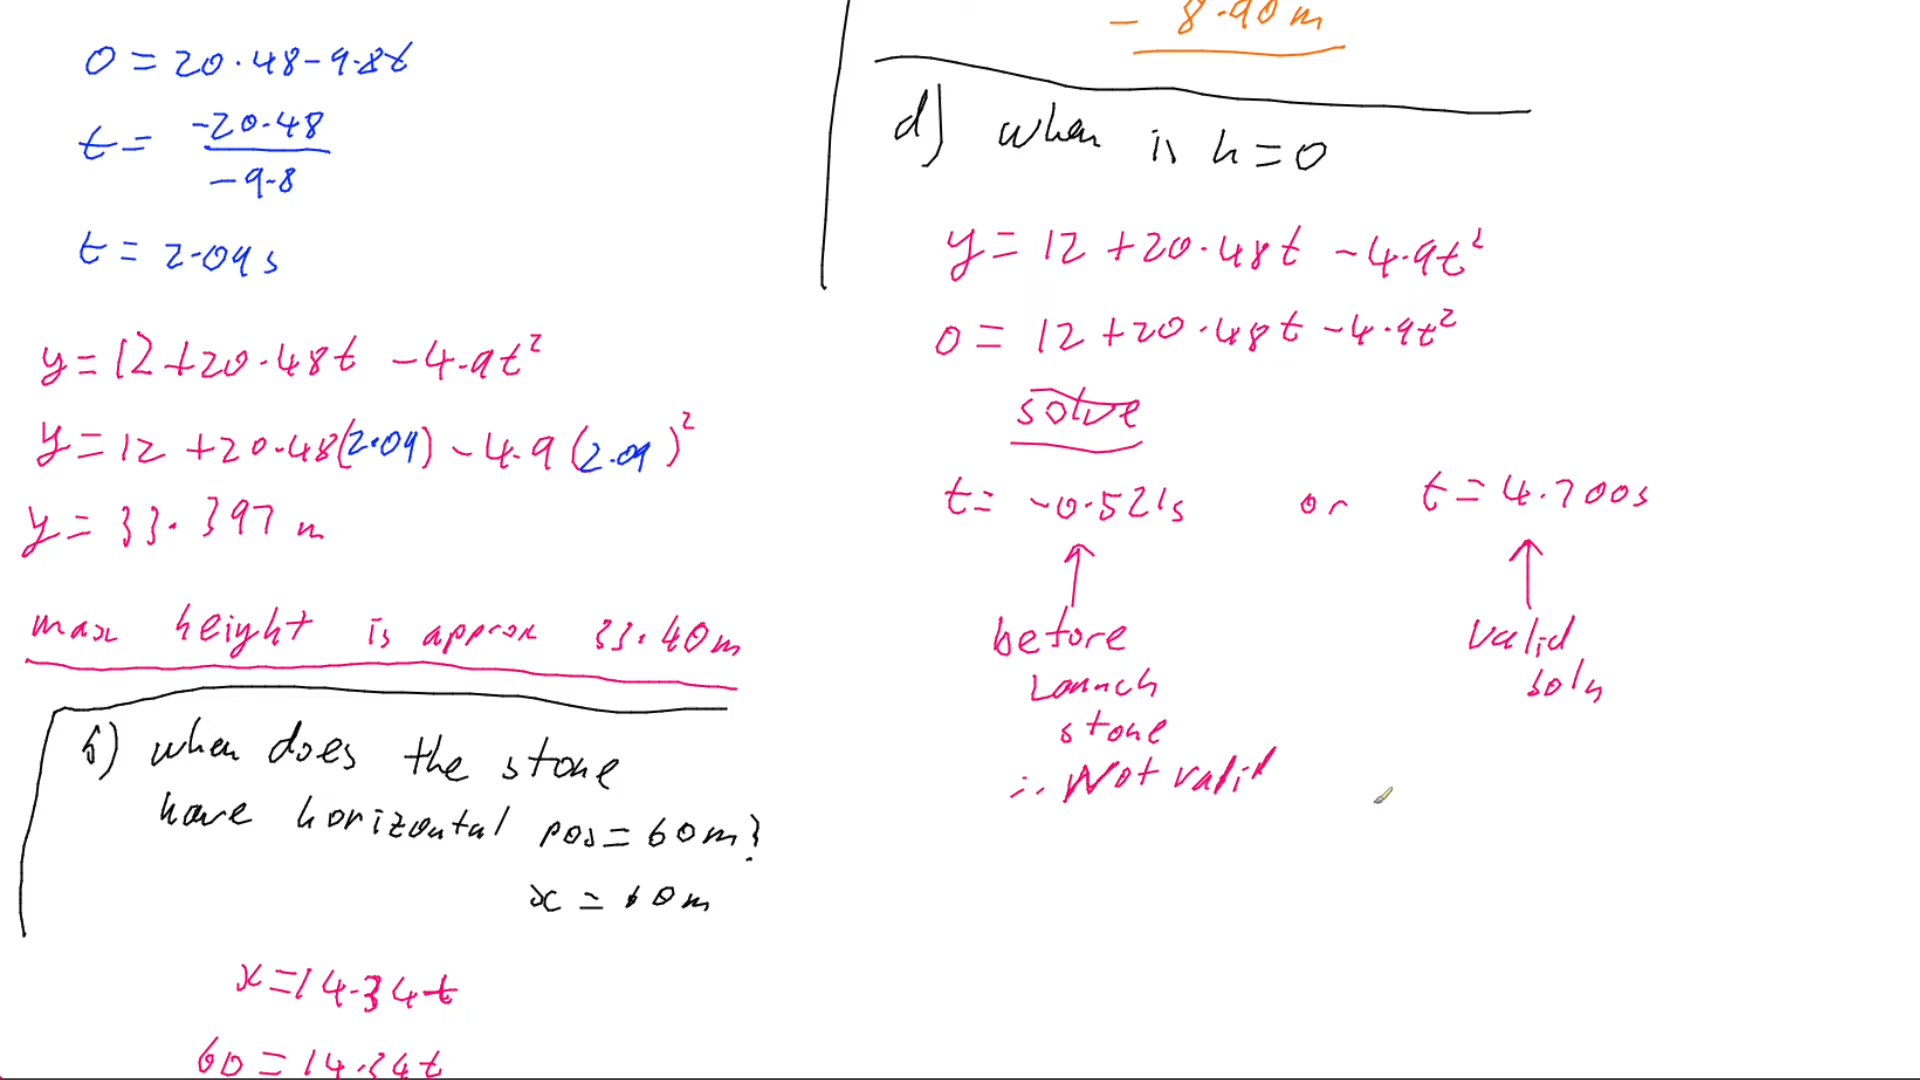 0 = 20.48-9.8t
t = -20.48
-9.8
t = 2.09s
y = 12+20.48t -4.9t²
y = 12 +20.48(2.09) - 4.9 (2.09)²
y = 33.397 m
max height is approx 33.40m
b) when does the stone
have horizontal pos = 60m?
x = 60m
x = 14.34t
60 = 14.34t
= 8.90m
d) when is h=0
y = 12 +20.48t -4.9t²
0 = 12 +20.48t -4.9t²
solve
t = -0.521s or t = 4.700s
before
Launch
stone
∴ Not valid
valid
soln